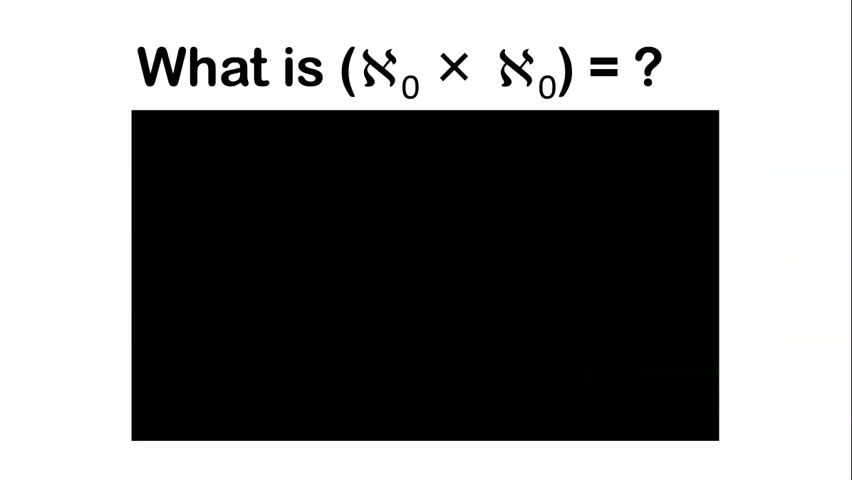 What is (ℵ₀ × ℵ₀) = ?